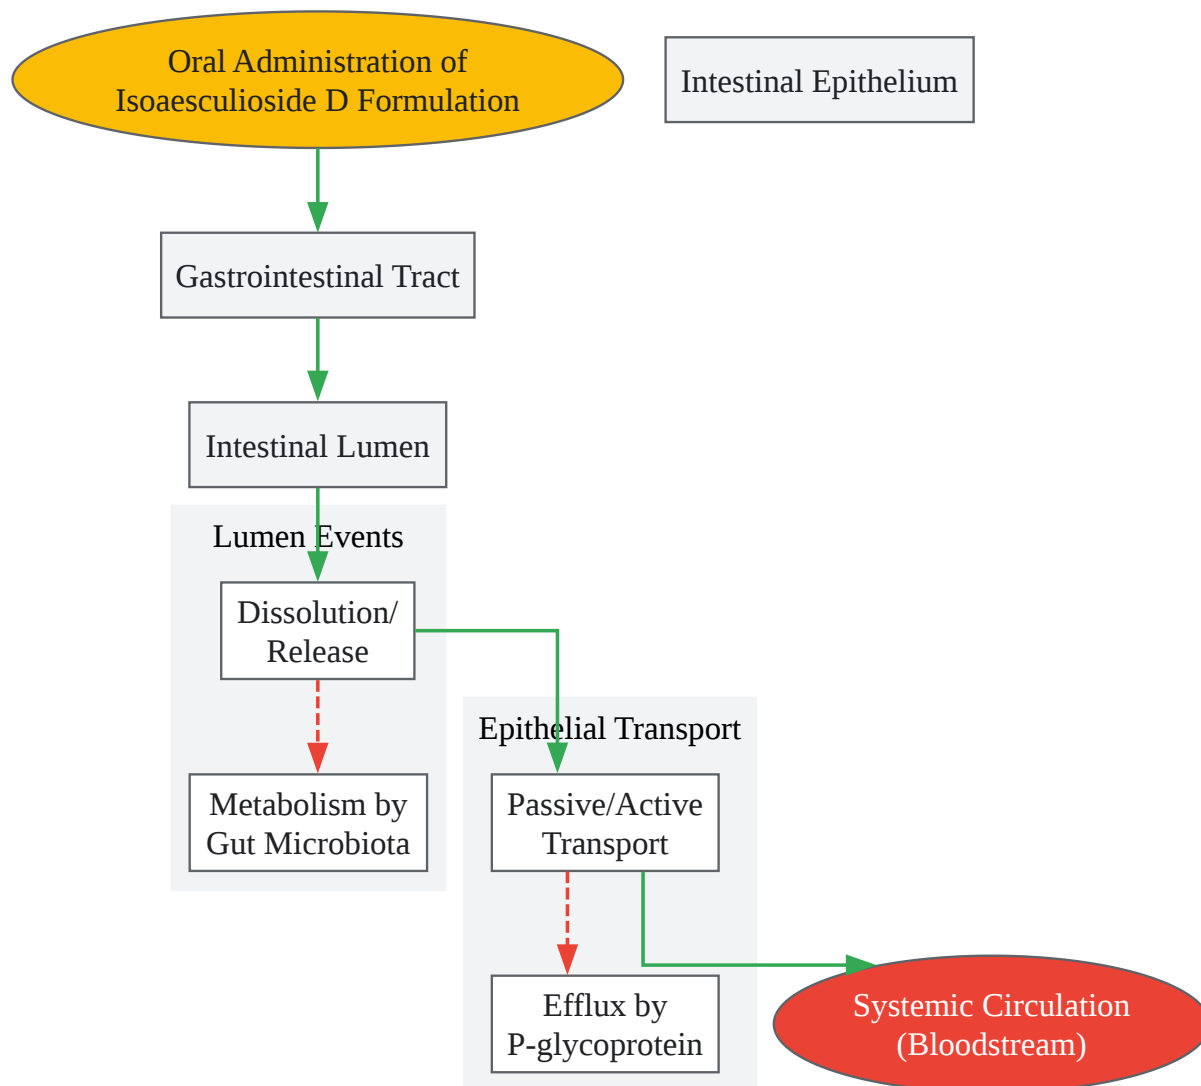 Oral Administration of
Isoaesculioside D Formulation
Intestinal Epithelium
Gastrointestinal Tract
Intestinal Lumen
Lumen Events
Dissolution/
Release
Epithelial Transport
Metabolism by
Gut Microbiota
Passive/Active
Transport
Efflux by
P-glycoprotein
Systemic Circulation
(Bloodstream)